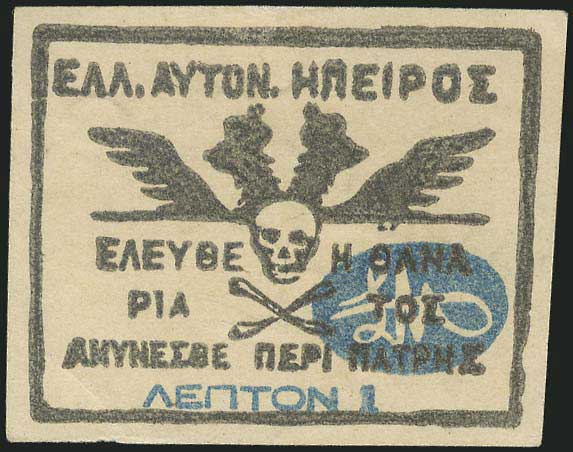 ΕΛΛ. ΑΥΤΟΝ. ΗΠΕΙΡΟΣ
ΕΛΕΥΘΕ Η ΘΑΝΑ
ΡΙΑ ΤΟΣ
ΑΜΥΝΕΣΘΕ ΠΕΡΙ ΠΑΤΡΗΣ
ΛΕΠΤΟΝ 1